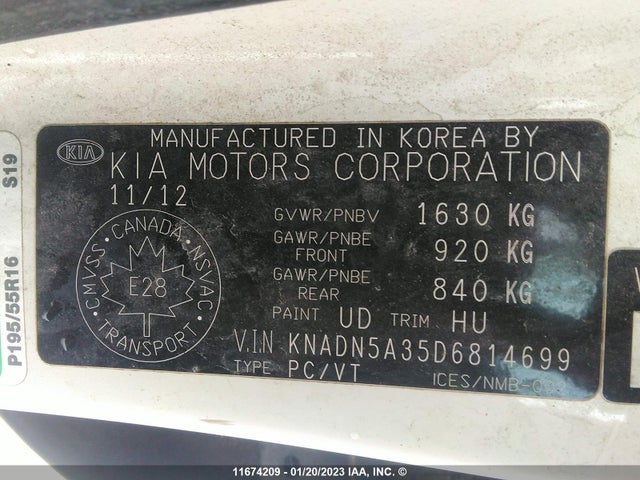 KIA
MANUFACTURED IN KOREA BY
KIA MOTORS CORPORATION
11/12
GVWR/PNBV 1630 KG
GAWR/PNBE FRONT 920 KG
GAWR/PNBE REAR 840 KG
PAINT UD TRIM HU
V.I.N KNADN5A35D6814699
TYPE PC/VT
CMVSS · CANADA · NSVAC
E28
TRANSPORT
P195/55R16 S19
11674209 - 01/20/2023 IAA, Inc. ©